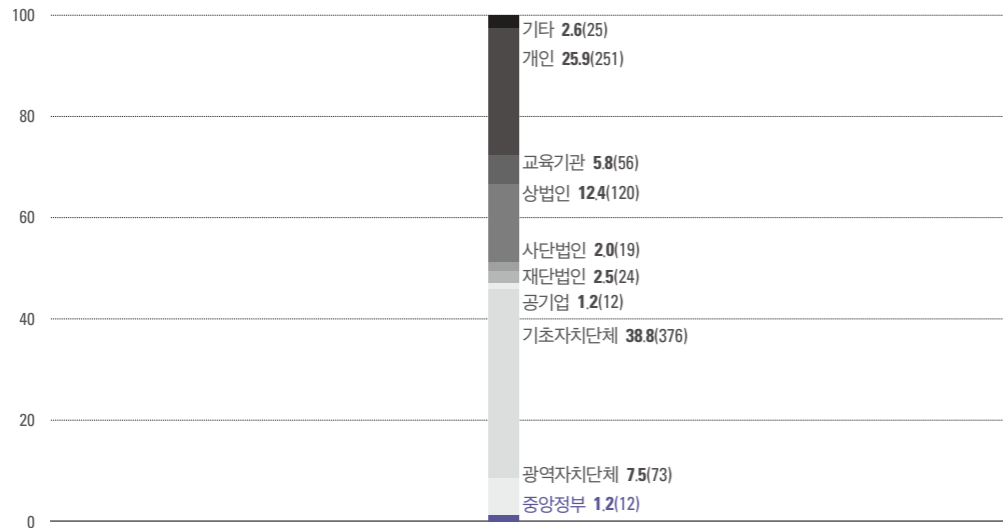 100
기타 2.6(25)
개인 25.9(251)
80
교육기관 5.8(56)
상법인 12.4(120)
60
사단법인 2.0(19)
재단법인 2.5(24)
공기업 1.2(12)
40
기초자치단체 38.8(376)
20
광역자치단체 7.5(73)
중앙정부 1.2(12)
0